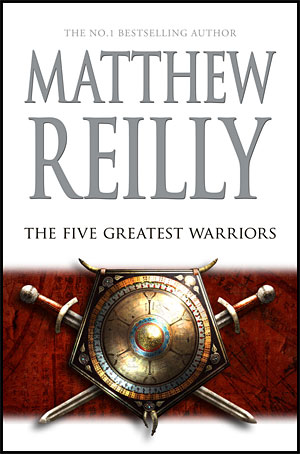 THE NO.1 BESTSELLING AUTHOR
MATTHEW
REILLY
THE FIVE GREATEST WARRIORS